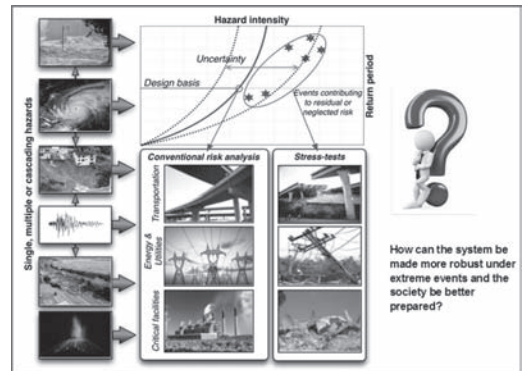 Hazard intensity
Uncertainty
Design basis
Events contributing
to residual or
neglected risk
Return period
Single, multiple or cascading hazards
Conventional risk analysis
Stress-tests
Transportation
Energy &
Utilities
Critical facilities
How can the system be
made more robust under
extreme events and the
society be better
prepared?